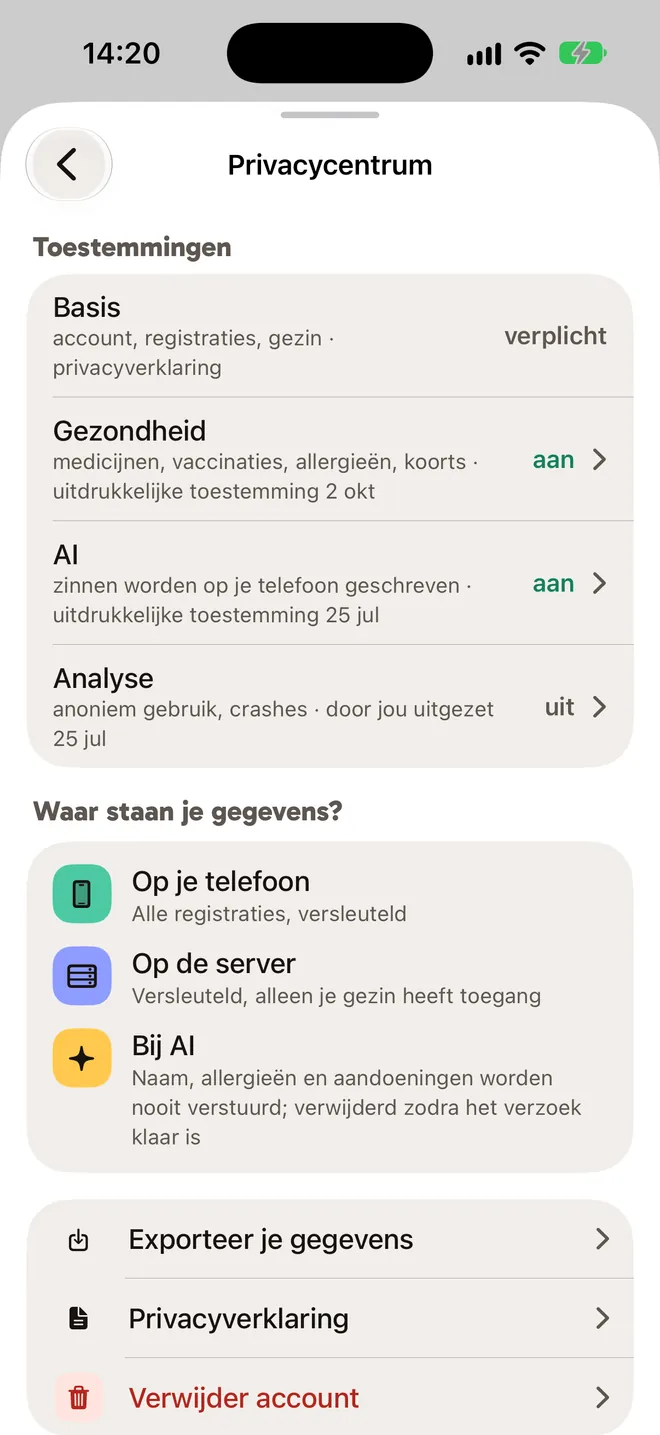 14:20
Privacycentrum
Toestemmingen
Basis
account, registraties, gezin ·
privacyverklaring
verplicht
Gezondheid
medicijnen, vaccinaties, allergieën, koorts ·
uitdrukkelijke toestemming 2 okt
aan
AI
zinnen worden op je telefoon geschreven ·
uitdrukkelijke toestemming 25 jul
aan
Analyse
anoniem gebruik, crashes · door jou uitgezet
25 jul
uit
Waar staan je gegevens?
Op je telefoon
Alle registraties, versleuteld
Op de server
Versleuteld, alleen je gezin heeft toegang
Bij AI
Naam, allergieën en aandoeningen worden
nooit verstuurd; verwijderd zodra het verzoek
klaar is
Exporteer je gegevens
Privacyverklaring
Verwijder account